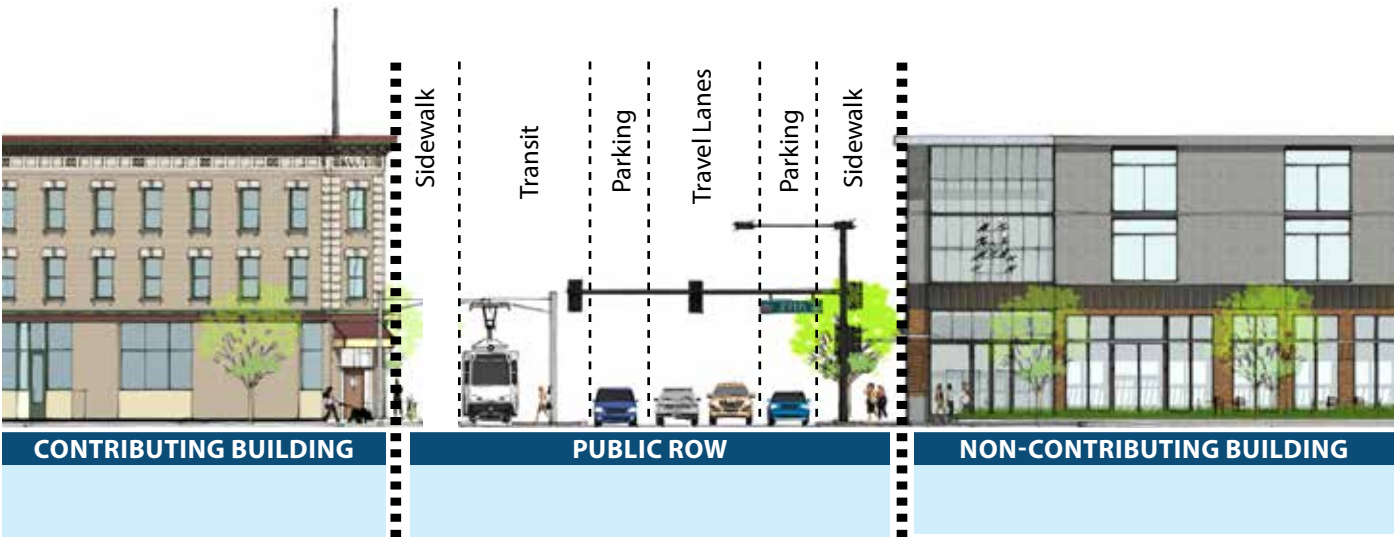 Sidewalk
Transit
Parking
Travel Lanes
Parking
Sidewalk
CONTRIBUTING BUILDING
PUBLIC ROW
NON-CONTRIBUTING BUILDING